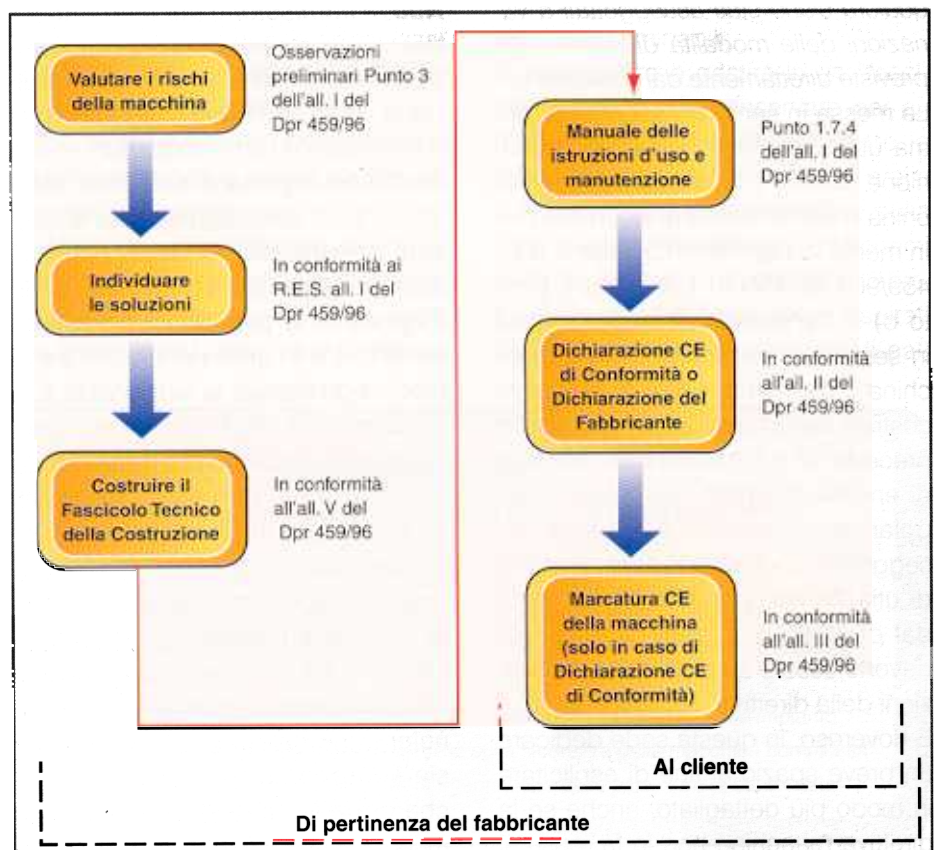 Valutare i rischi
della macchina
Osservazioni
preliminari Punto 3
dell'all. I del
Dpr 459/96
Individuare
le soluzioni
In conformità ai
R.E.S. all. I del
Dpr 459/96
Costruire il
Fascicolo Tecnico
della Costruzione
In conformità
all'all. V del
Dpr 459/96
Manuale delle
istruzioni d'uso e
manutenzione
Punto 1.7.4
dell'all. I del
Dpr 459/96
Dichiarazione CE
di Conformità o
Dichiarazione del
Fabbricante
In conformità
all'all. II del
Dpr 459/96
Marcatura CE
della macchina
(solo in caso di
Dichiarazione CE
di Conformità)
In conformità
all'all. III del
Dpr 459/96
Al cliente
Di pertinenza del fabbricante